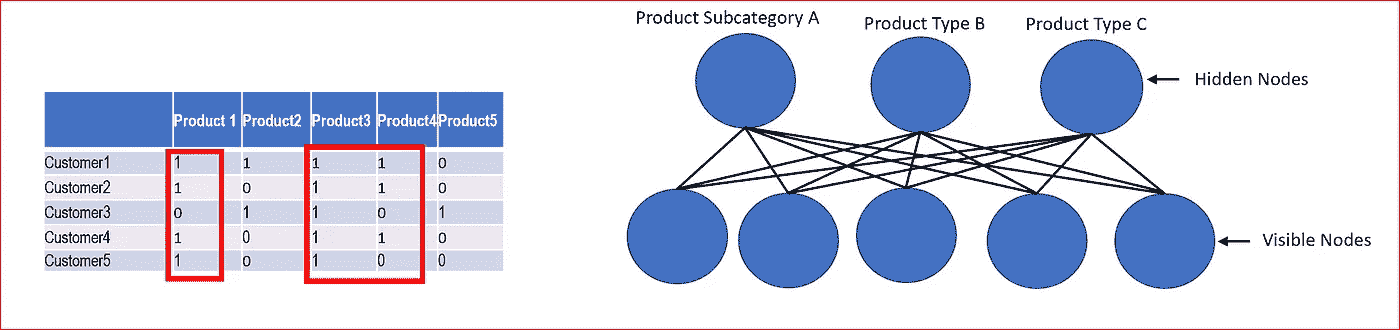 Product 1 Product2 Product3 Product4 Product5
Customer1 1 1 1 1 0
Customer2 1 0 1 1 0
Customer3 0 1 1 0 1
Customer4 1 0 1 1 0
Customer5 1 0 1 0 0
Product Subcategory A Product Type B Product Type C
Hidden Nodes
Visible Nodes